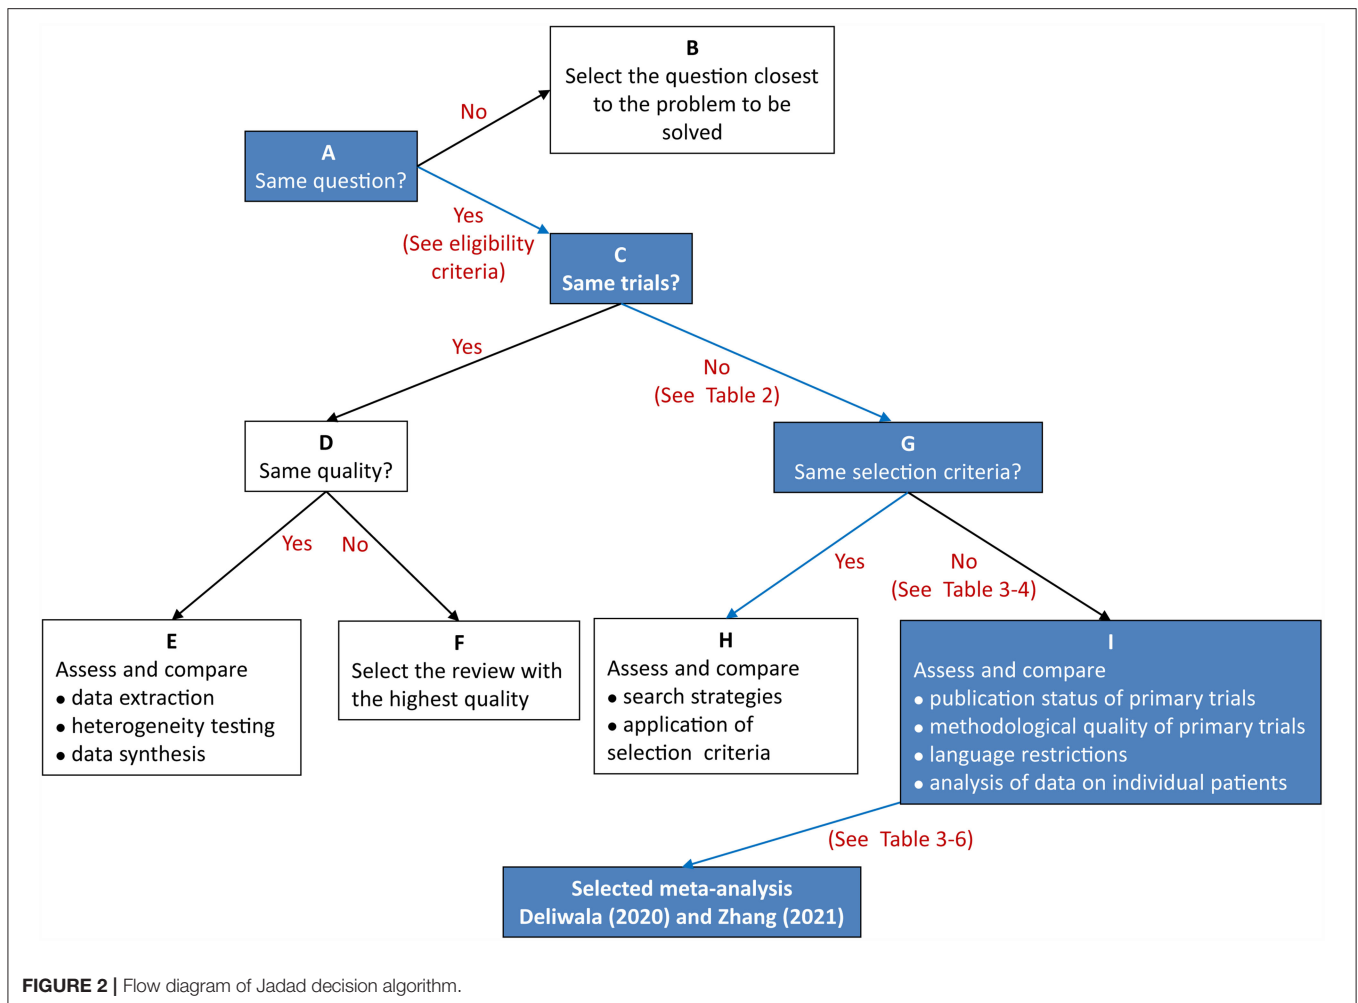 B
Select the question closest
to the problem to be
solved
No
A
Same question?
Yes
(See eligibility
criteria)
C
Same trials?
Yes
No
(See Table 2)
D
Same quality?
G
Same selection criteria?
Yes
No
Yes
No
(See Table 3-4)
E
Assess and compare
● data extraction
● heterogeneity testing
● data synthesis
F
Select the review with
the highest quality
H
Assess and compare
● search strategies
● application of
selection criteria
I
Assess and compare
● publication status of primary trials
● methodological quality of primary trials
● language restrictions
● analysis of data on individual patients
(See Table 3-6)
Selected meta-analysis
Deliwala (2020) and Zhang (2021)
FIGURE 2 | Flow diagram of Jadad decision algorithm.